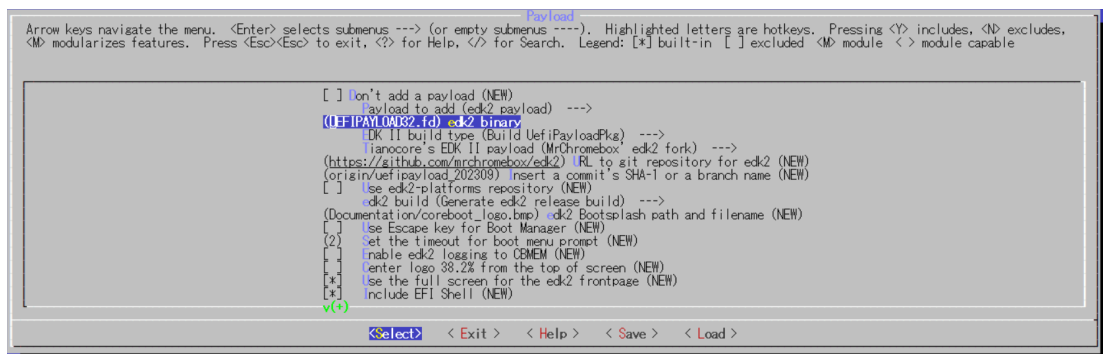 Payload
Arrow keys navigate the menu. <Enter> selects submenus ---> (or empty submenus ----). Highlighted letters are hotkeys. Pressing <Y> includes, <N> excludes,
<M> modularizes features. Press <Esc><Esc> to exit, <?> for Help, </> for Search. Legend: [*] built-in [ ] excluded <M> module < > module capable
[ ] Don't add a payload (NEW)
Payload to add (edk2 payload) --->
(UEFIPAYLOAD32.fd) edk2 binary
EDK II build type (Build UefiPayloadPkg) --->
Tianocore's EDK II payload (MrChromebox' edk2 fork) --->
(https://github.com/mrchromebox/edk2) URL to git repository for edk2 (NEW)
(origin/uefipayload_202309) Insert a commit's SHA-1 or a branch name (NEW)
[ ] Use edk2-platforms repository (NEW)
edk2 build (Generate edk2 release build) --->
(Documentation/coreboot_logo.bmp) edk2 Bootsplash path and filename (NEW)
[ ] Use Escape key for Boot Manager (NEW)
(2) Set the timeout for boot menu prompt (NEW)
[ ] Enable edk2 logging to CBMEM (NEW)
[ ] Center logo 38.2% from the top of screen (NEW)
[*] Use the full screen for the edk2 frontpage (NEW)
[*] Include EFI Shell (NEW)
v(+)
<Select> < Exit > < Help > < Save > < Load >